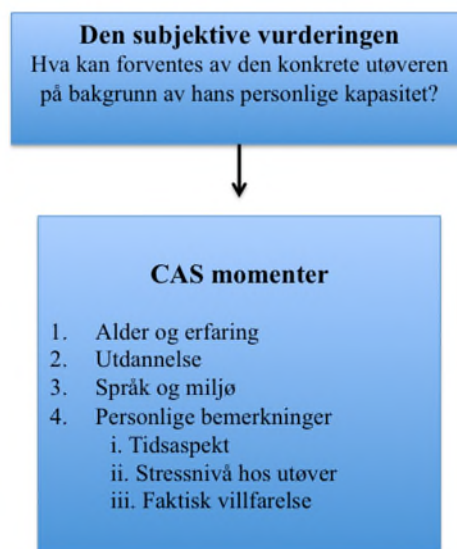 Den subjektive vurderingen
Hva kan forventes av den konkrete utøveren
på bakgrunn av hans personlige kapasitet?
CAS momenter
1. Alder og erfaring
2. Utdannelse
3. Språk og miljø
4. Personlige bemerkninger
i. Tidsaspekt
ii. Stressnivå hos utøver
iii. Faktisk villfarelse